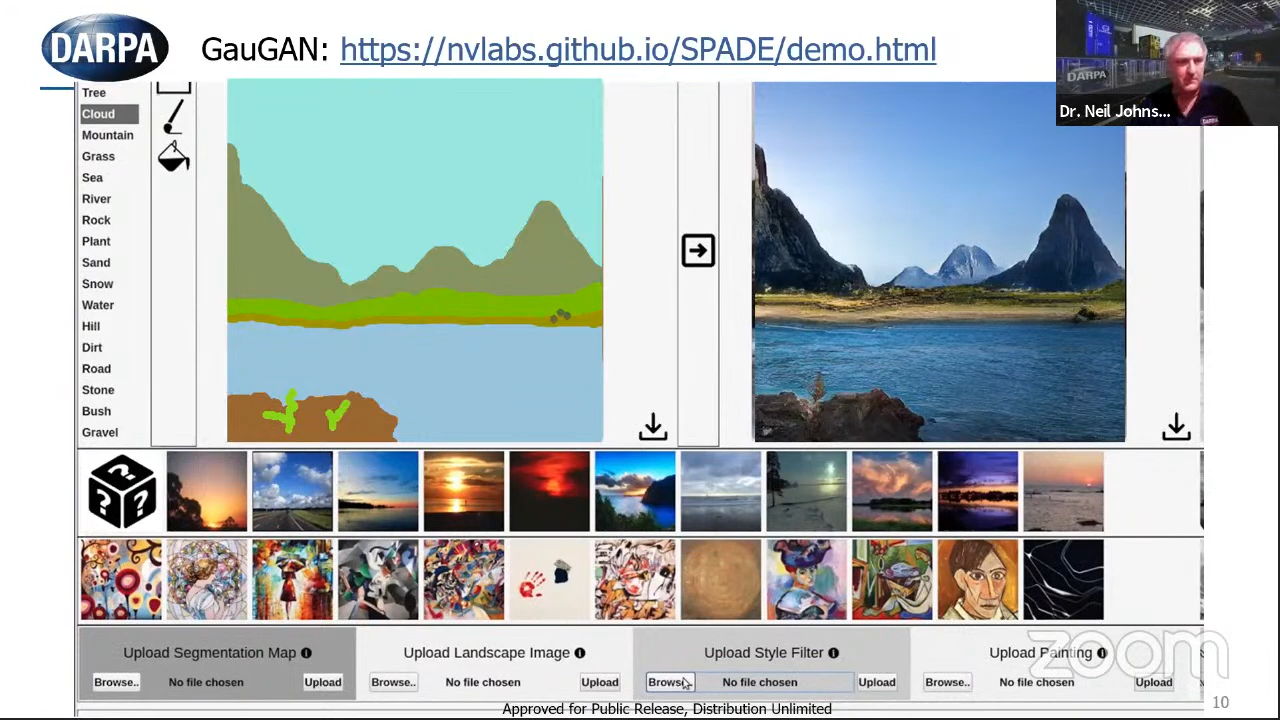 DARPA
GauGAN: https://nvlabs.github.io/SPADE/demo.html
DARPA
Dr. Neil Johns...
DARPA
Tree
Cloud
Mountain
Grass
Sea
River
Rock
Plant
Sand
Snow
Water
Hill
Dirt
Road
Stone
Bush
Gravel
? ? ?
Upload Segmentation Map i
Browse.. No file chosen Upload
Upload Landscape Image i
Browse.. No file chosen Upload
Upload Style Filter i
Browse No file chosen Upload
Upload Painting i
Browse.. No file chosen Upload
zoom
Approved for Public Release, Distribution Unlimited
10